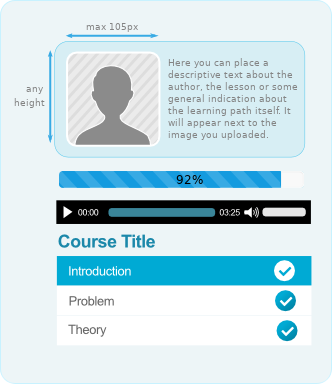 max 105px
any
height
Here you can place a
descriptive text about the
author, the lesson or some
general indication about
the learning path itself. It
will appear next to the
image you uploaded.
92%
00:00 03:25
Course Title
Introduction
Problem
Theory